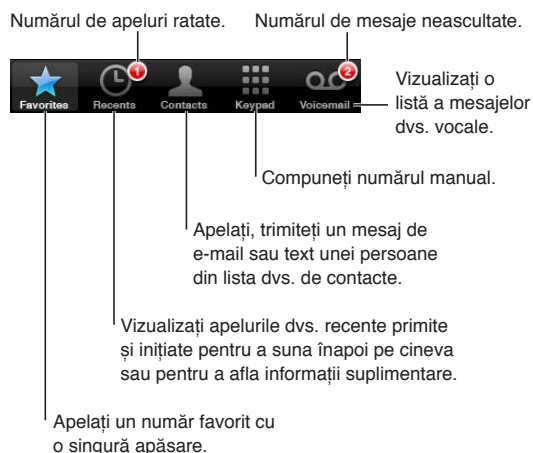 Numărul de apeluri ratate.
Numărul de mesaje neascultate.
1
2
Favorites
Recents
Contacts
Keypad
Voicemail
Vizualizați o
listă a mesajelor
dvs. vocale.
Compuneți numărul manual.
Apelați, trimiteți un mesaj de
e-mail sau text unei persoane
din lista dvs. de contacte.
Vizualizați apelurile dvs. recente primite
și inițiate pentru a suna înapoi pe cineva
sau pentru a afla informații suplimentare.
Apelați un număr favorit cu
o singură apăsare.